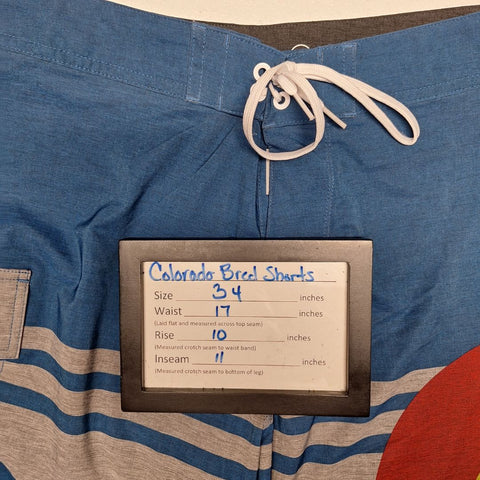 Colorado Bred Shorts
Size 34 inches
Waist 17 inches
(Laid flat and measured across top seam)
Rise 10 inches
(Measured crotch seam to waist band)
Inseam 11 inches
(Measured crotch seam to bottom of leg)